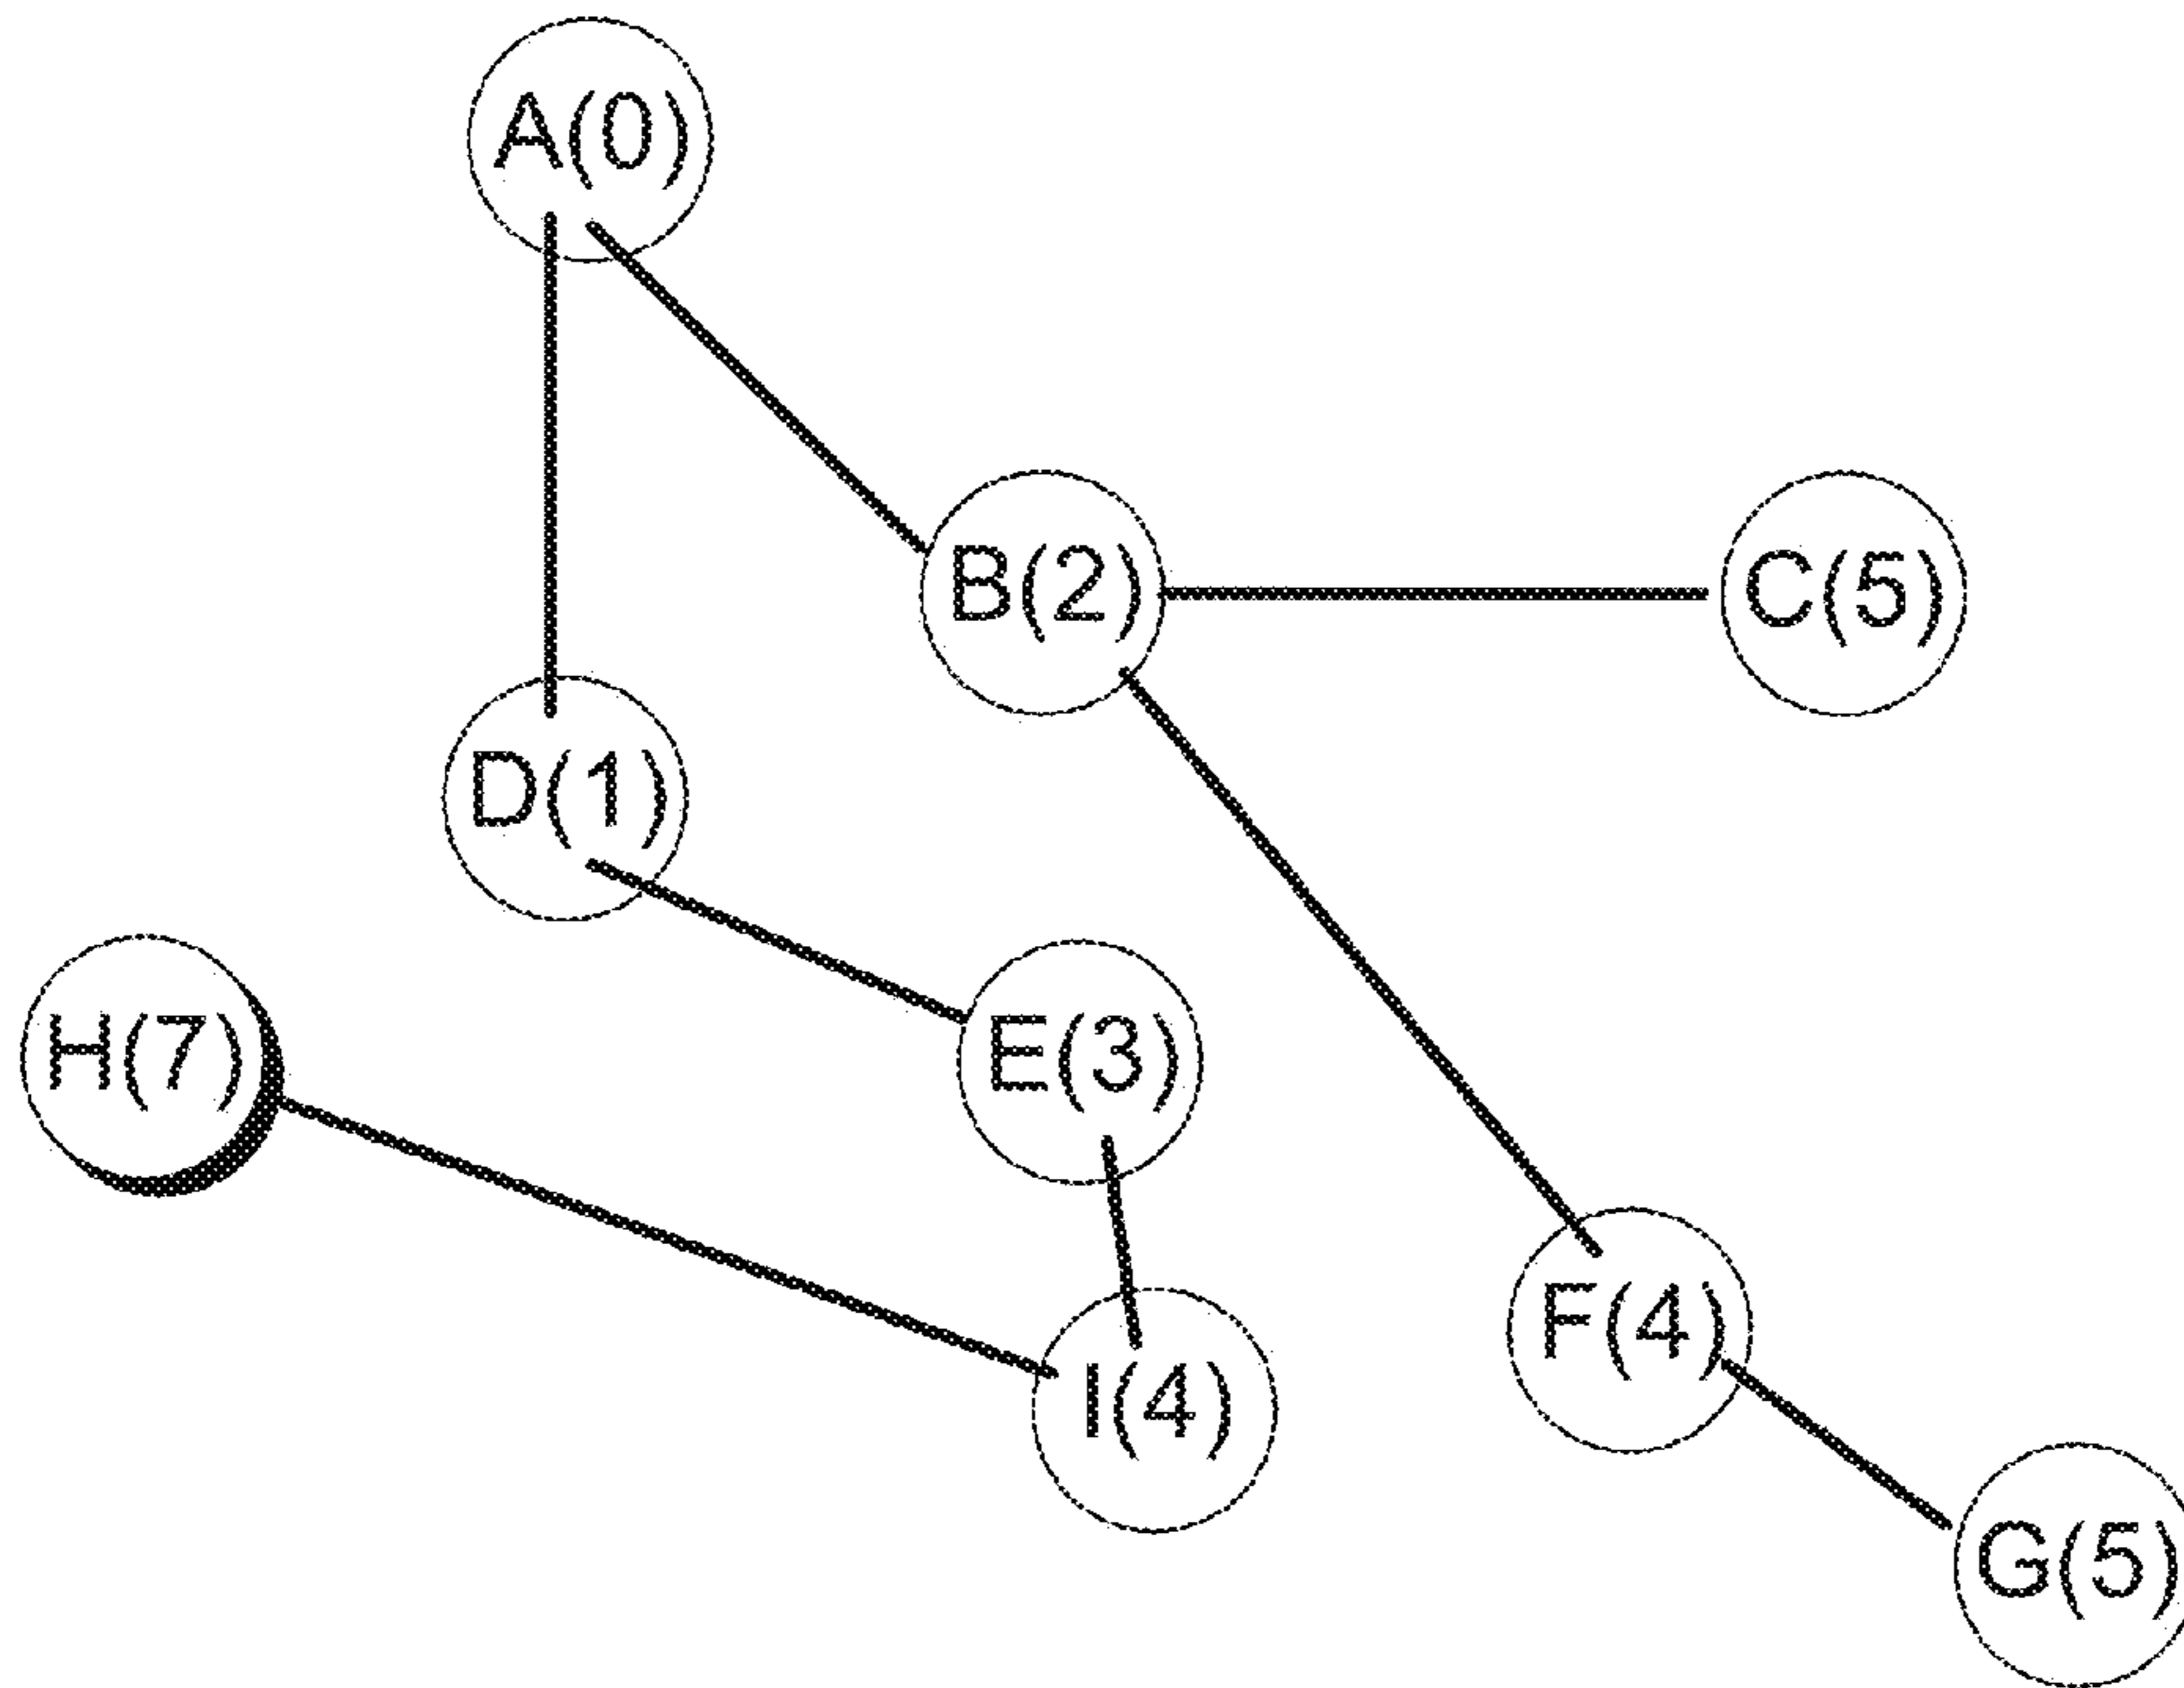 A(0)
B(2)
C(5)
D(1)
H(7)
E(3)
F(4)
I(4)
G(5)